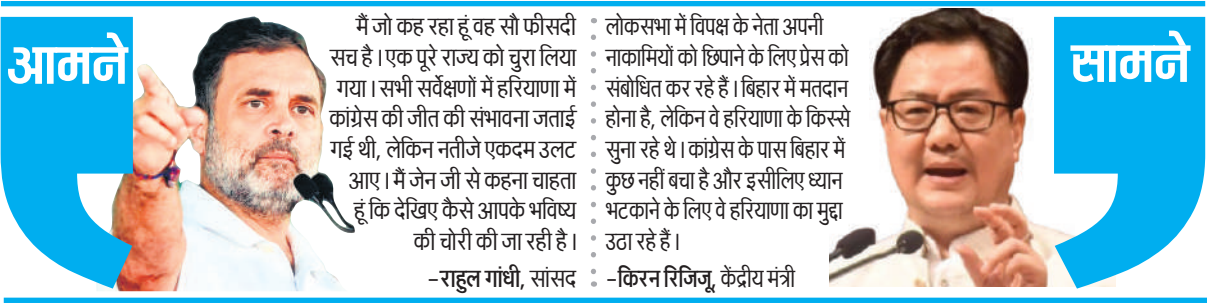 आमने
मैं जो कह रहा हूं वह सौ फीसदी
सच है। एक पूरे राज्य को चुरा लिया
गया। सभी सर्वेक्षणों में हरियाणा में
कांग्रेस की जीत की संभावना जताई
गई थी, लेकिन नतीजे एकदम उलट
आए। मैं जेन जी से कहना चाहता
हूं कि देखिए कैसे आपके भविष्य
की चोरी की जा रही है।
–राहुल गांधी, सांसद
लोकसभा में विपक्ष के नेता अपनी
नाकामियों को छिपाने के लिए प्रेस को
संबोधित कर रहे हैं। बिहार में मतदान
होना है, लेकिन वे हरियाणा के किस्से
सुना रहे थे। कांग्रेस के पास बिहार में
कुछ नहीं बचा है और इसीलिए ध्यान
भटकाने के लिए वे हरियाणा का मुद्दा
उठा रहे हैं।
–किरन रिजिजू, केंद्रीय मंत्री
सामने